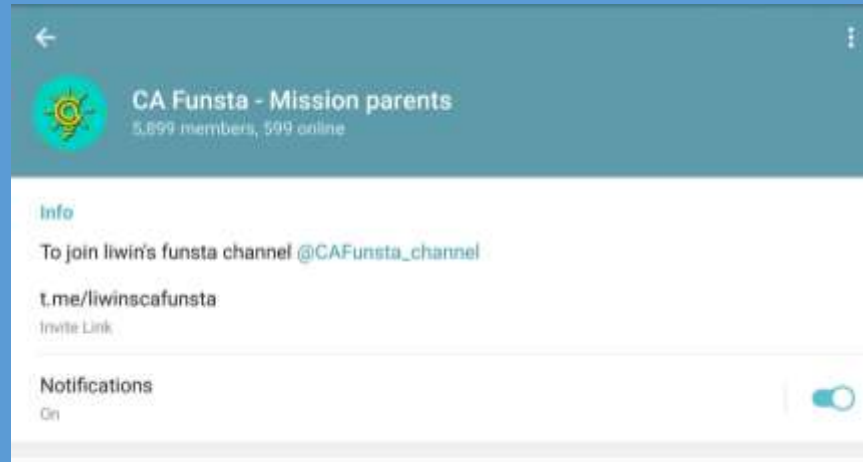 CA Funsta - Mission parents
5,899 members, 599 online
Info
To join liwin's funsta channel @CAFunsta_channel
t.me/liwinscafunsta
Invite Link
Notifications
On